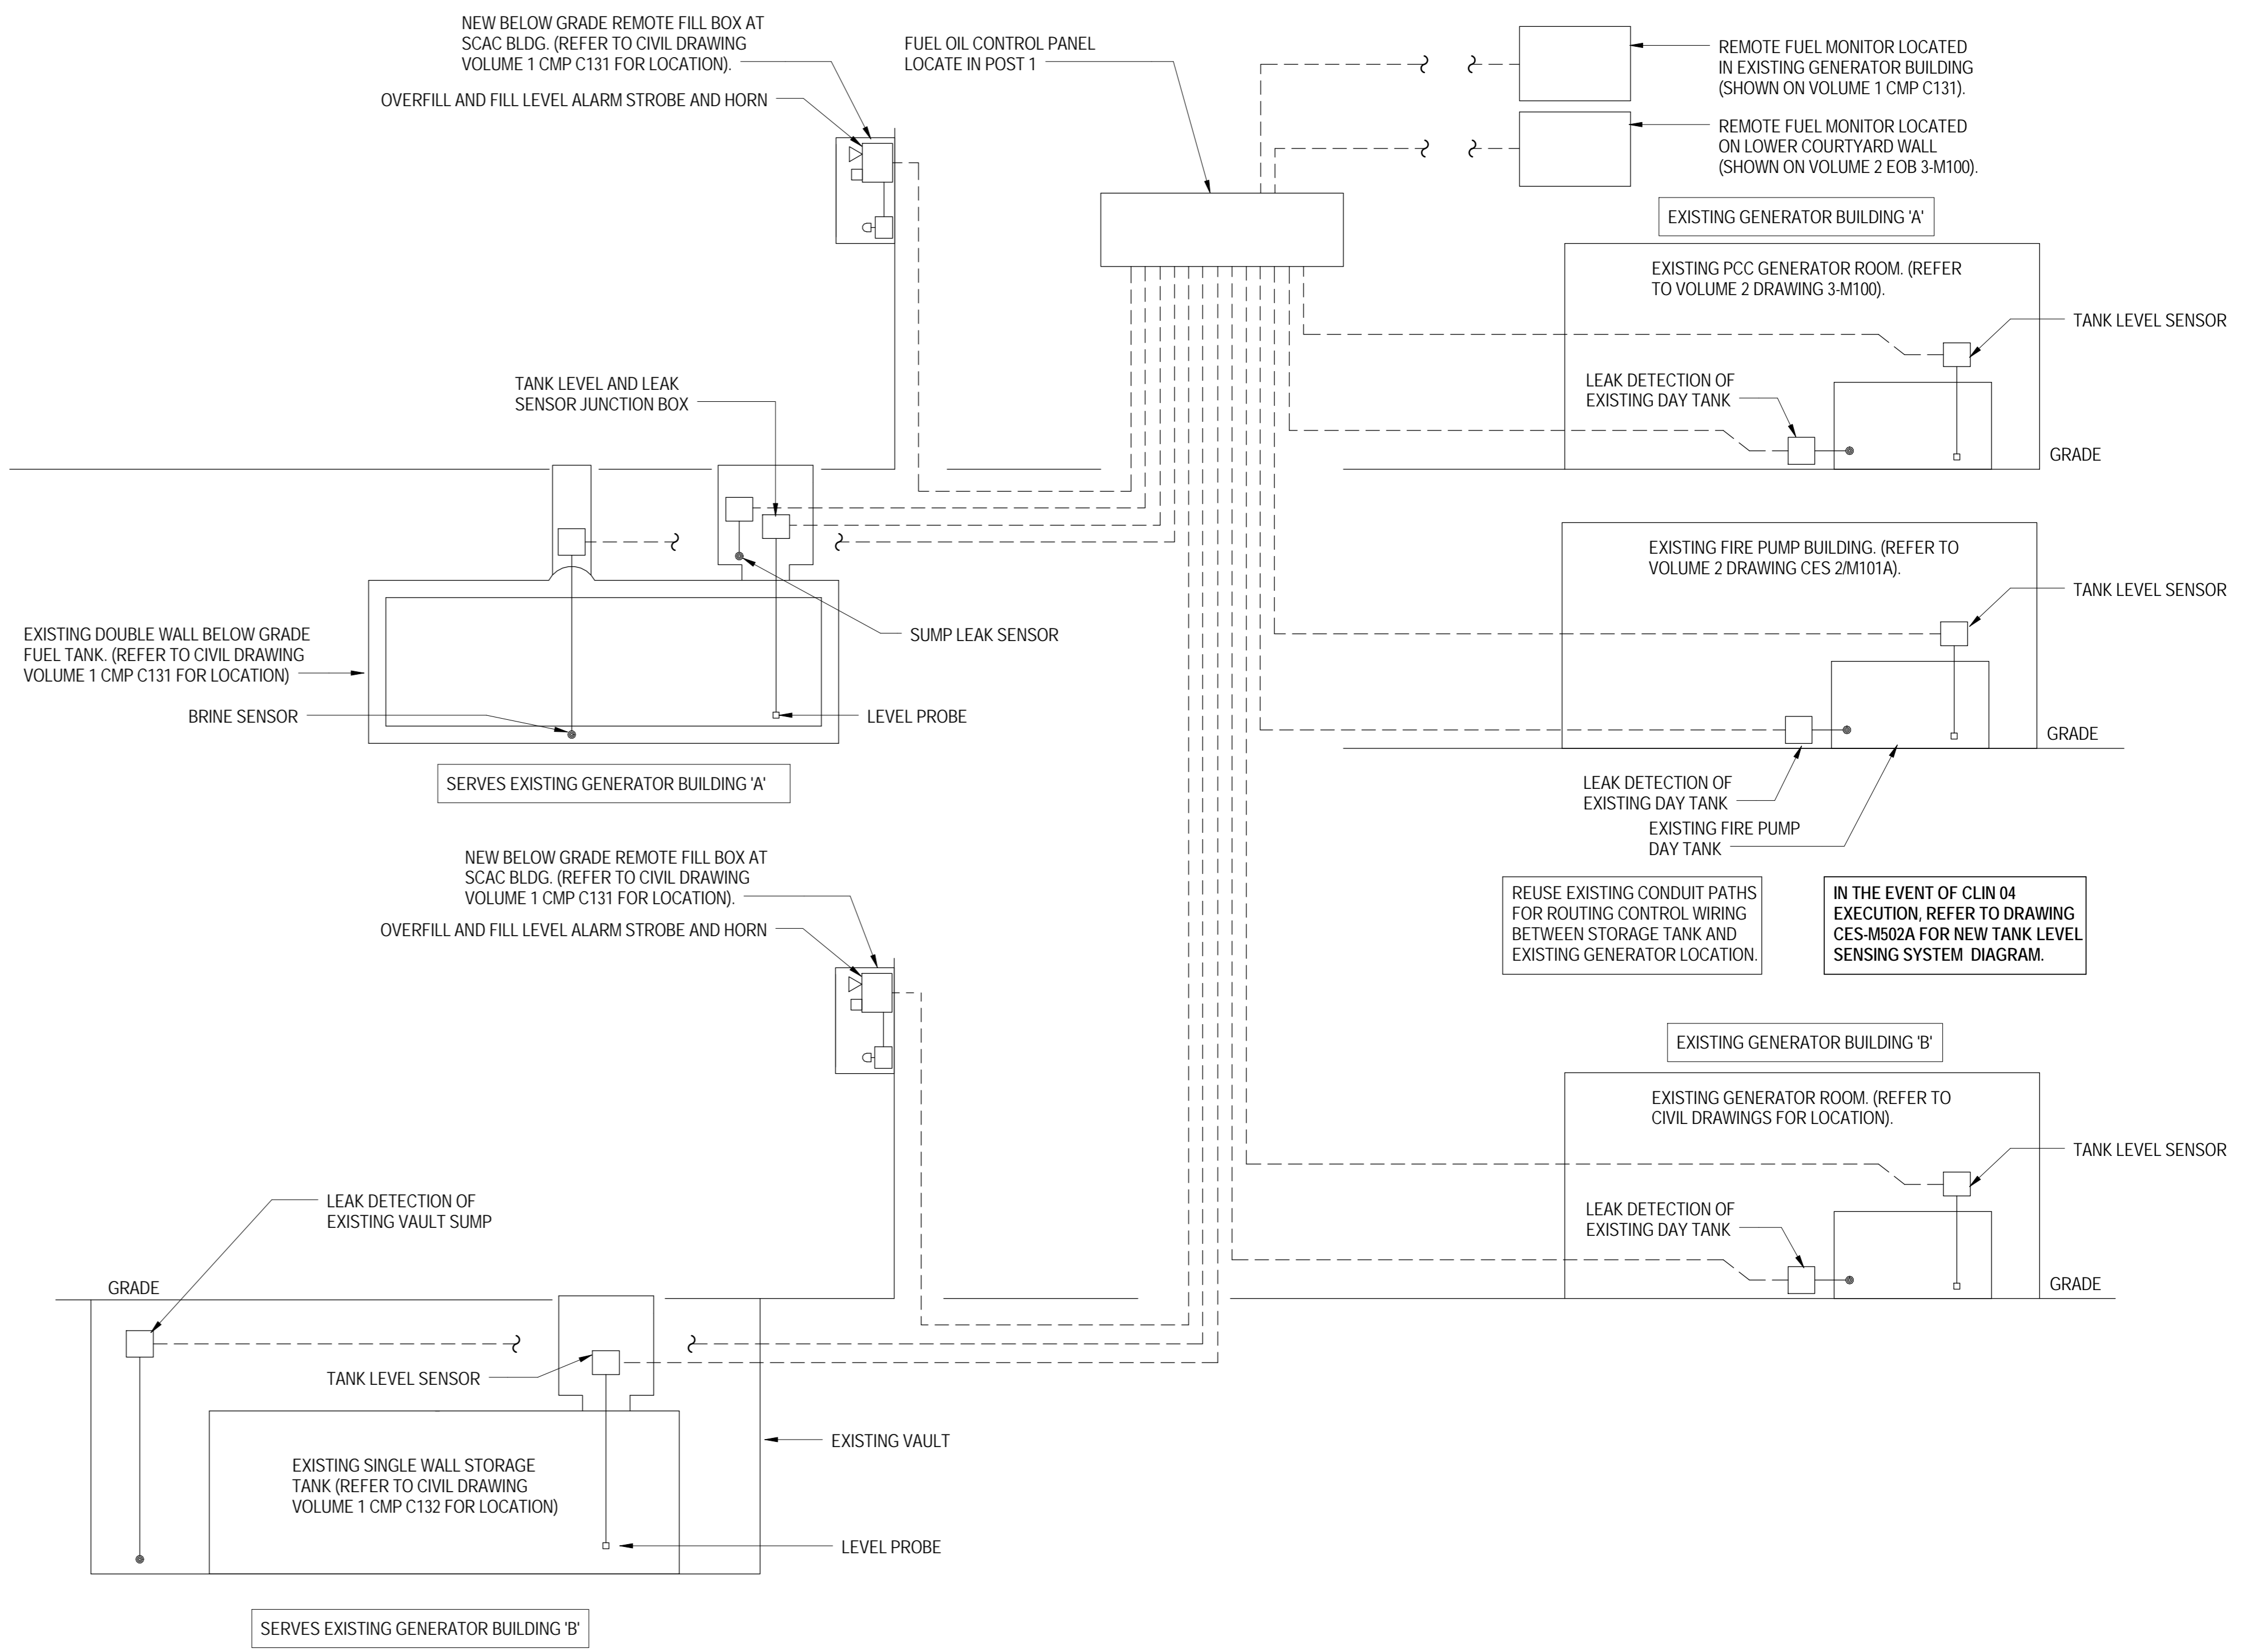 NEW BELOW GRADE REMOTE FILL BOX AT
SCAC BLDG. (REFER TO CIVIL DRAWING
VOLUME 1 CMP C131 FOR LOCATION).
OVERFILL AND FILL LEVEL ALARM STROBE AND HORN
FUEL OIL CONTROL PANEL
LOCATE IN POST 1
REMOTE FUEL MONITOR LOCATED
IN EXISTING GENERATOR BUILDING
(SHOWN ON VOLUME 1 CMP C131).
REMOTE FUEL MONITOR LOCATED
ON LOWER COURTYARD WALL
(SHOWN ON VOLUME 2 EOB 3-M100).
EXISTING GENERATOR BUILDING 'A'
EXISTING PCC GENERATOR ROOM. (REFER
TO VOLUME 2 DRAWING 3-M100).
TANK LEVEL SENSOR
LEAK DETECTION OF
EXISTING DAY TANK
GRADE
TANK LEVEL AND LEAK
SENSOR JUNCTION BOX
EXISTING FIRE PUMP BUILDING. (REFER TO
VOLUME 2 DRAWING CES 2/M101A).
TANK LEVEL SENSOR
SUMP LEAK SENSOR
EXISTING DOUBLE WALL BELOW GRADE
FUEL TANK. (REFER TO CIVIL DRAWING
VOLUME 1 CMP C131 FOR LOCATION)
BRINE SENSOR
LEVEL PROBE
GRADE
SERVES EXISTING GENERATOR BUILDING 'A'
LEAK DETECTION OF
EXISTING DAY TANK
EXISTING FIRE PUMP
DAY TANK
NEW BELOW GRADE REMOTE FILL BOX AT
SCAC BLDG. (REFER TO CIVIL DRAWING
VOLUME 1 CMP C131 FOR LOCATION).
OVERFILL AND FILL LEVEL ALARM STROBE AND HORN
REUSE EXISTING CONDUIT PATHS
FOR ROUTING CONTROL WIRING
BETWEEN STORAGE TANK AND
EXISTING GENERATOR LOCATION.
IN THE EVENT OF CLIN 04
EXECUTION, REFER TO DRAWING
CES-M502A FOR NEW TANK LEVEL
SENSING SYSTEM DIAGRAM.
EXISTING GENERATOR BUILDING 'B'
EXISTING GENERATOR ROOM. (REFER TO
CIVIL DRAWINGS FOR LOCATION).
TANK LEVEL SENSOR
LEAK DETECTION OF
EXISTING DAY TANK
GRADE
LEAK DETECTION OF
EXISTING VAULT SUMP
GRADE
TANK LEVEL SENSOR
EXISTING VAULT
EXISTING SINGLE WALL STORAGE
TANK (REFER TO CIVIL DRAWING
VOLUME 1 CMP C132 FOR LOCATION)
LEVEL PROBE
SERVES EXISTING GENERATOR BUILDING 'B'